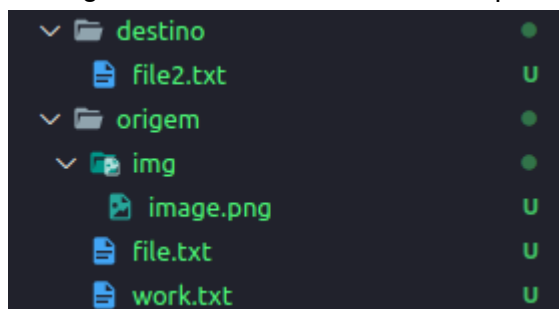 destino
file2.txt U
origem
img
image.png U
file.txt U
work.txt U